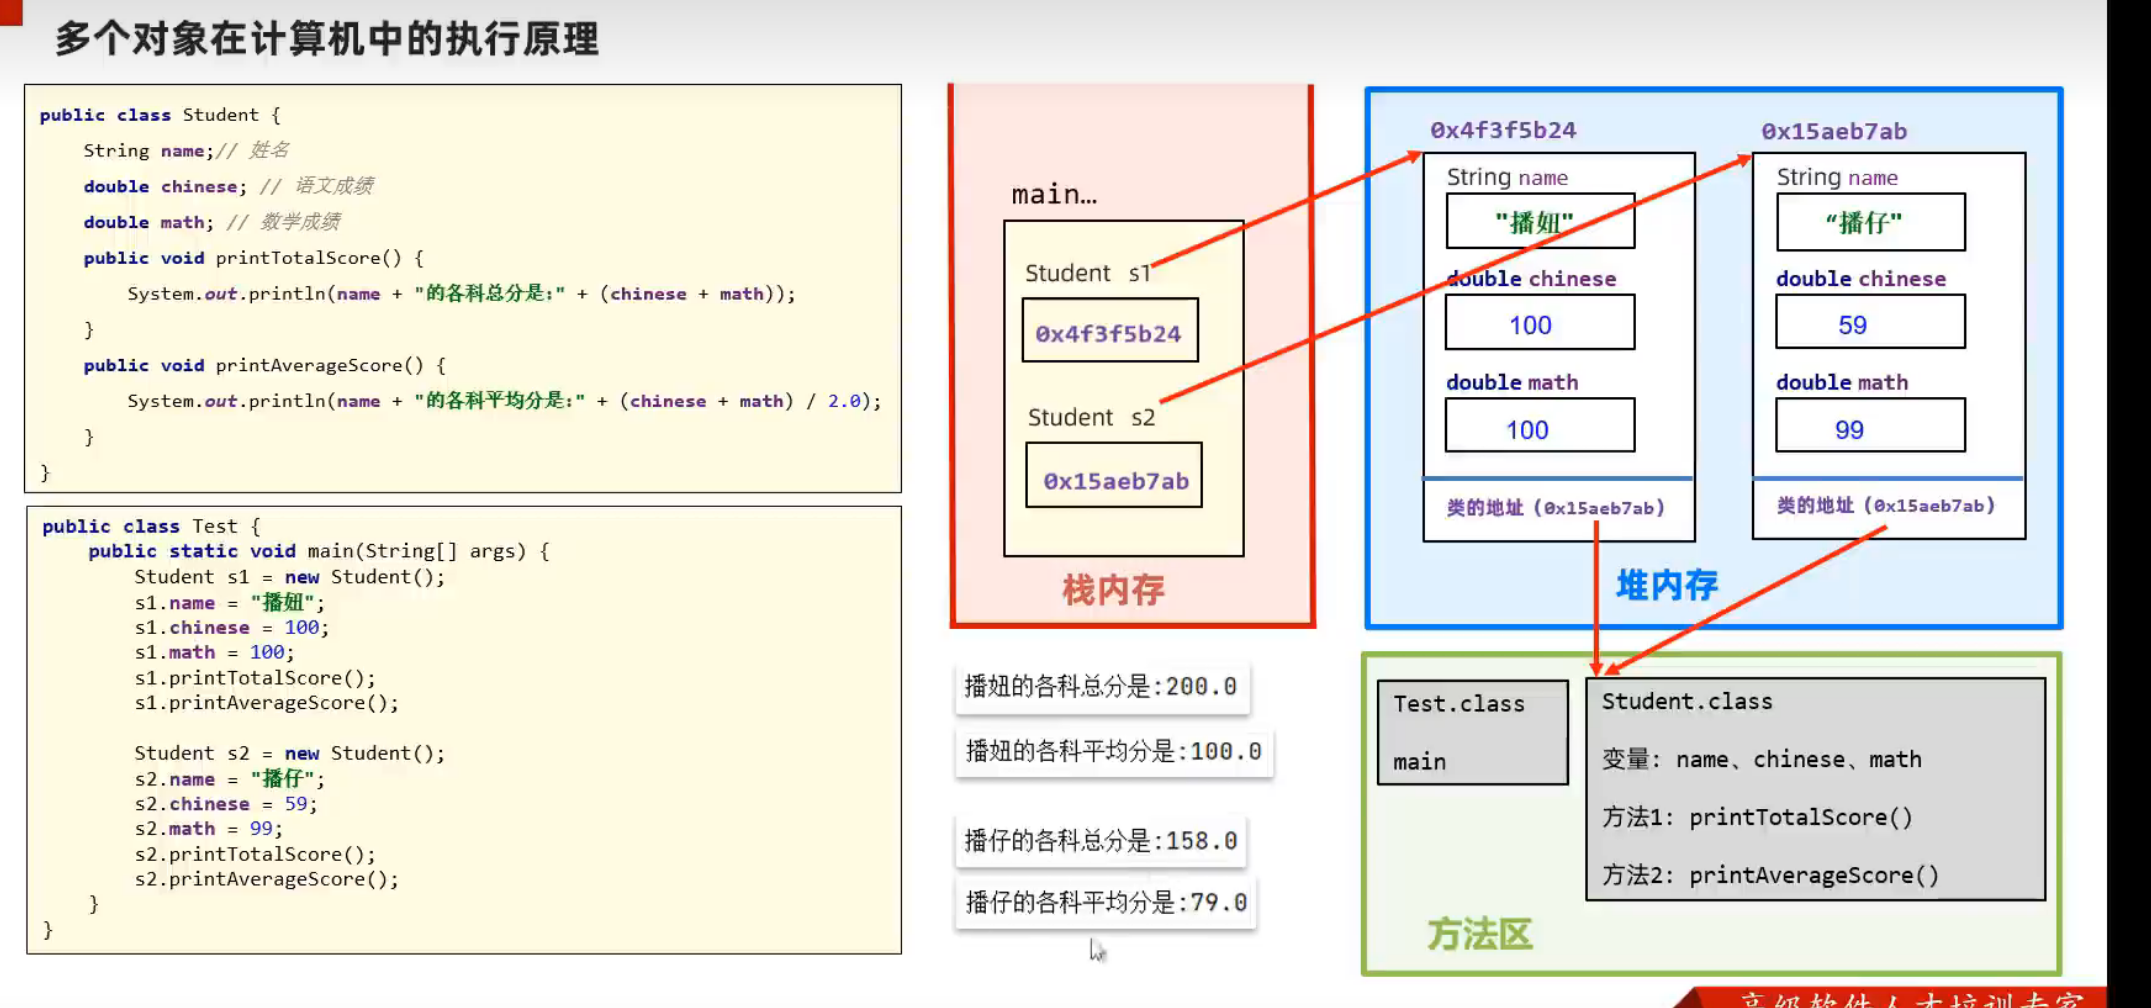 多个对象在计算机中的执行原理
public class Student {
String name;// 姓名
double chinese; // 语文成绩
double math; // 数学成绩
public void printTotalScore() {
System.out.println(name + "的各科总分是:" + (chinese + math));
}
public void printAverageScore() {
System.out.println(name + "的各科平均分是:" + (chinese + math) / 2.0);
}
}
public class Test {
public static void main(String[] args) {
Student s1 = new Student();
s1.name = "播妞";
s1.chinese = 100;
s1.math = 100;
s1.printTotalScore();
s1.printAverageScore();
Student s2 = new Student();
s2.name = "播仔";
s2.chinese = 59;
s2.math = 99;
s2.printTotalScore();
s2.printAverageScore();
}
}
main…
Student s1
0x4f3f5b24
Student s2
0x15aeb7ab
栈内存
0x4f3f5b24
String name
"播妞"
double chinese
100
double math
100
类的地址（0x15aeb7ab）
0x15aeb7ab
String name
“播仔"
double chinese
59
double math
99
类的地址（0x15aeb7ab）
堆内存
播妞的各科总分是:200.0
播妞的各科平均分是:100.0
播仔的各科总分是:158.0
播仔的各科平均分是:79.0
Test.class
main
Student.class
变量: name、chinese、math
方法1: printTotalScore()
方法2: printAverageScore()
方法区
高级软件人才培训专家